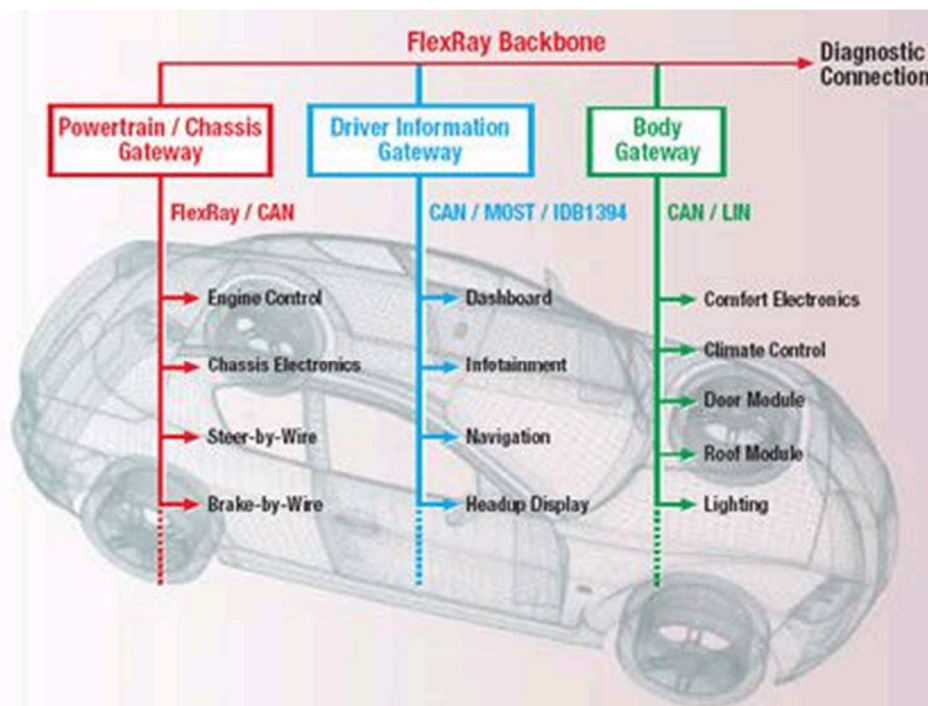 FlexRay Backbone
Diagnostic
Connection
Powertrain / Chassis
Gateway
Driver Information
Gateway
Body
Gateway
FlexRay / CAN
CAN / MOST / IDB1394
CAN / LIN
Engine Control
Chassis Electronics
Steer-by-Wire
Brake-by-Wire
Dashboard
Infotainment
Navigation
Headup Display
Comfort Electronics
Climate Control
Door Module
Roof Module
Lighting